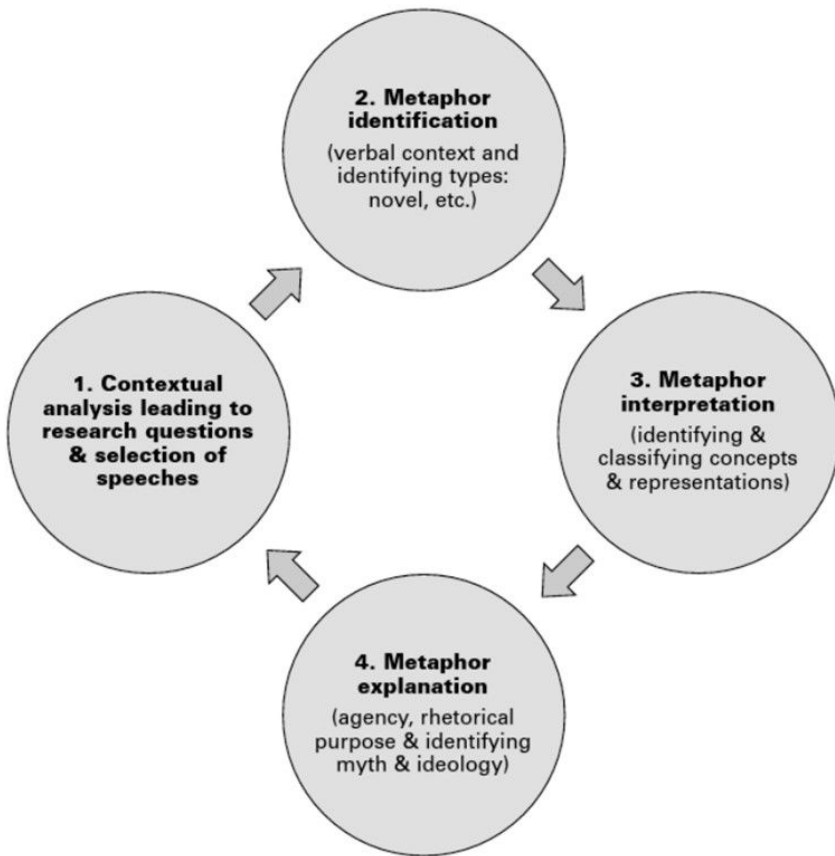 1. Contextual
analysis leading to
research questions
& selection of
speeches
2. Metaphor
identification
(verbal context and
identifying types:
novel, etc.)
3. Metaphor
interpretation
(identifying &
classifying concepts
& representations)
4. Metaphor
explanation
(agency, rhetorical
purpose & identifying
myth & ideology)